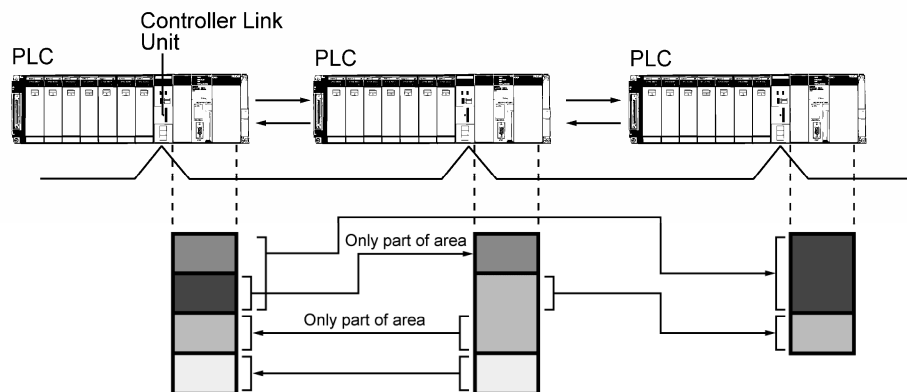 Controller Link
Unit
PLC
PLC
PLC
Only part of area
Only part of area